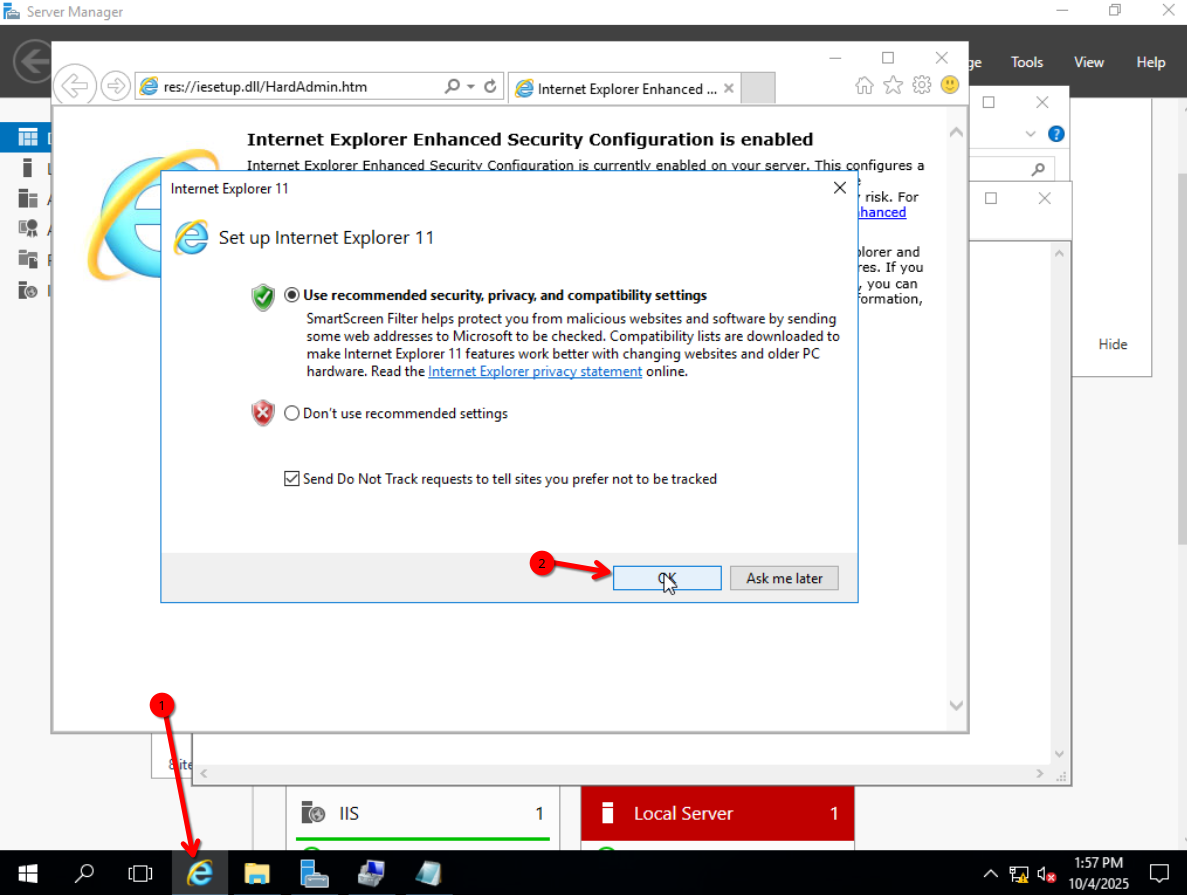 Server Manager
ge
Tools
View
Help
res://iesetup.dll/HardAdmin.htm
Internet Explorer Enhanced ...
Internet Explorer Enhanced Security Configuration is enabled
Internet Explorer Enhanced Security Configuration is currently enabled on your server. This configures a
risk. For
hanced
plorer and
res. If you
, you can
formation,
Internet Explorer 11
Set up Internet Explorer 11
Use recommended security, privacy, and compatibility settings
SmartScreen Filter helps protect you from malicious websites and software by sending
some web addresses to Microsoft to be checked. Compatibility lists are downloaded to
make Internet Explorer 11 features work better with changing websites and older PC
hardware. Read the Internet Explorer privacy statement online.
Don't use recommended settings
Send Do Not Track requests to tell sites you prefer not to be tracked
2
OK
Ask me later
Hide
1
IIS
1
Local Server
1
1:57 PM
10/4/2025